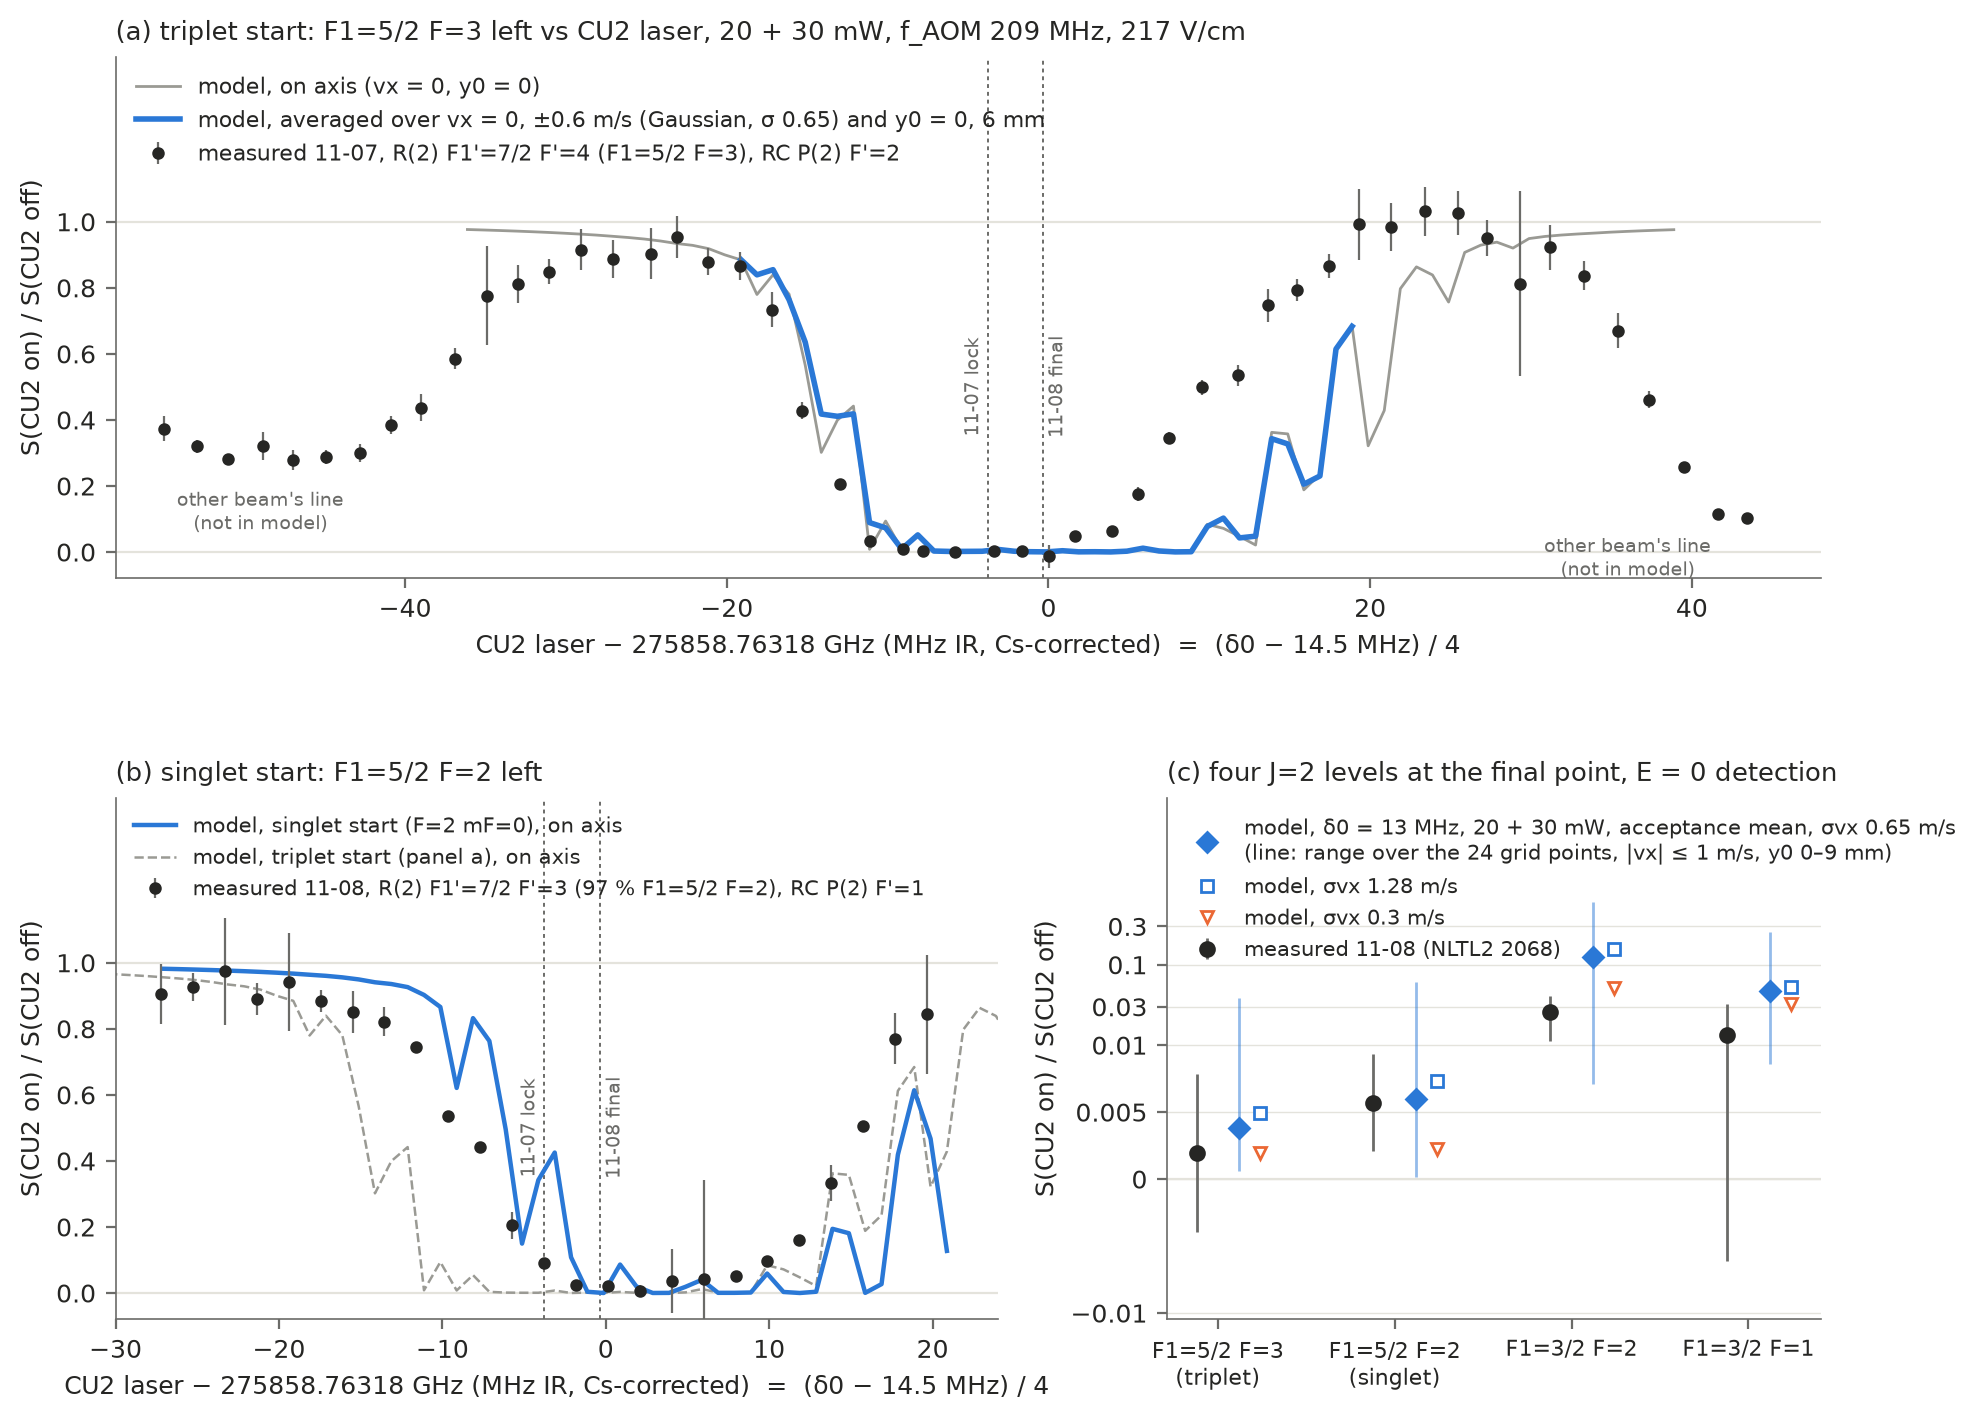 (a) triplet start: F1=5/2 F=3 left vs CU2 laser, 20 + 30 mW, f_AOM 209 MHz, 217 V/cm
model, on axis (vx = 0, y0 = 0)
model, averaged over vx = 0, ±0.6 m/s (Gaussian, σ 0.65) and y0 = 0, 6 mm
measured 11-07, R(2) F1'=7/2 F'=4 (F1=5/2 F=3), RC P(2) F'=2
S(CU2 on) / S(CU2 off)
1.0
0.8
0.6
0.4
0.2
0.0
11-07 lock
11-08 final
other beam's line
(not in model)
other beam's line
(not in model)
−40
−20
0
20
40
CU2 laser − 275858.76318 GHz (MHz IR, Cs-corrected)  =  (δ0 − 14.5 MHz) / 4
(b) singlet start: F1=5/2 F=2 left
model, singlet start (F=2 mF=0), on axis
model, triplet start (panel a), on axis
measured 11-08, R(2) F1'=7/2 F'=3 (97 % F1=5/2 F=2), RC P(2) F'=1
S(CU2 on) / S(CU2 off)
1.0
0.8
0.6
0.4
0.2
0.0
11-07 lock
11-08 final
−30
−20
−10
0
10
20
CU2 laser − 275858.76318 GHz (MHz IR, Cs-corrected)  =  (δ0 − 14.5 MHz) / 4
(c) four J=2 levels at the final point, E = 0 detection
model, δ0 = 13 MHz, 20 + 30 mW, acceptance mean, σvx 0.65 m/s
(line: range over the 24 grid points, |vx| ≤ 1 m/s, y0 0–9 mm)
model, σvx 1.28 m/s
model, σvx 0.3 m/s
measured 11-08 (NLTL2 2068)
S(CU2 on) / S(CU2 off)
0.3
0.1
0.03
0.01
0.005
0
−0.01
F1=5/2 F=3
(triplet)
F1=5/2 F=2
(singlet)
F1=3/2 F=2
F1=3/2 F=1